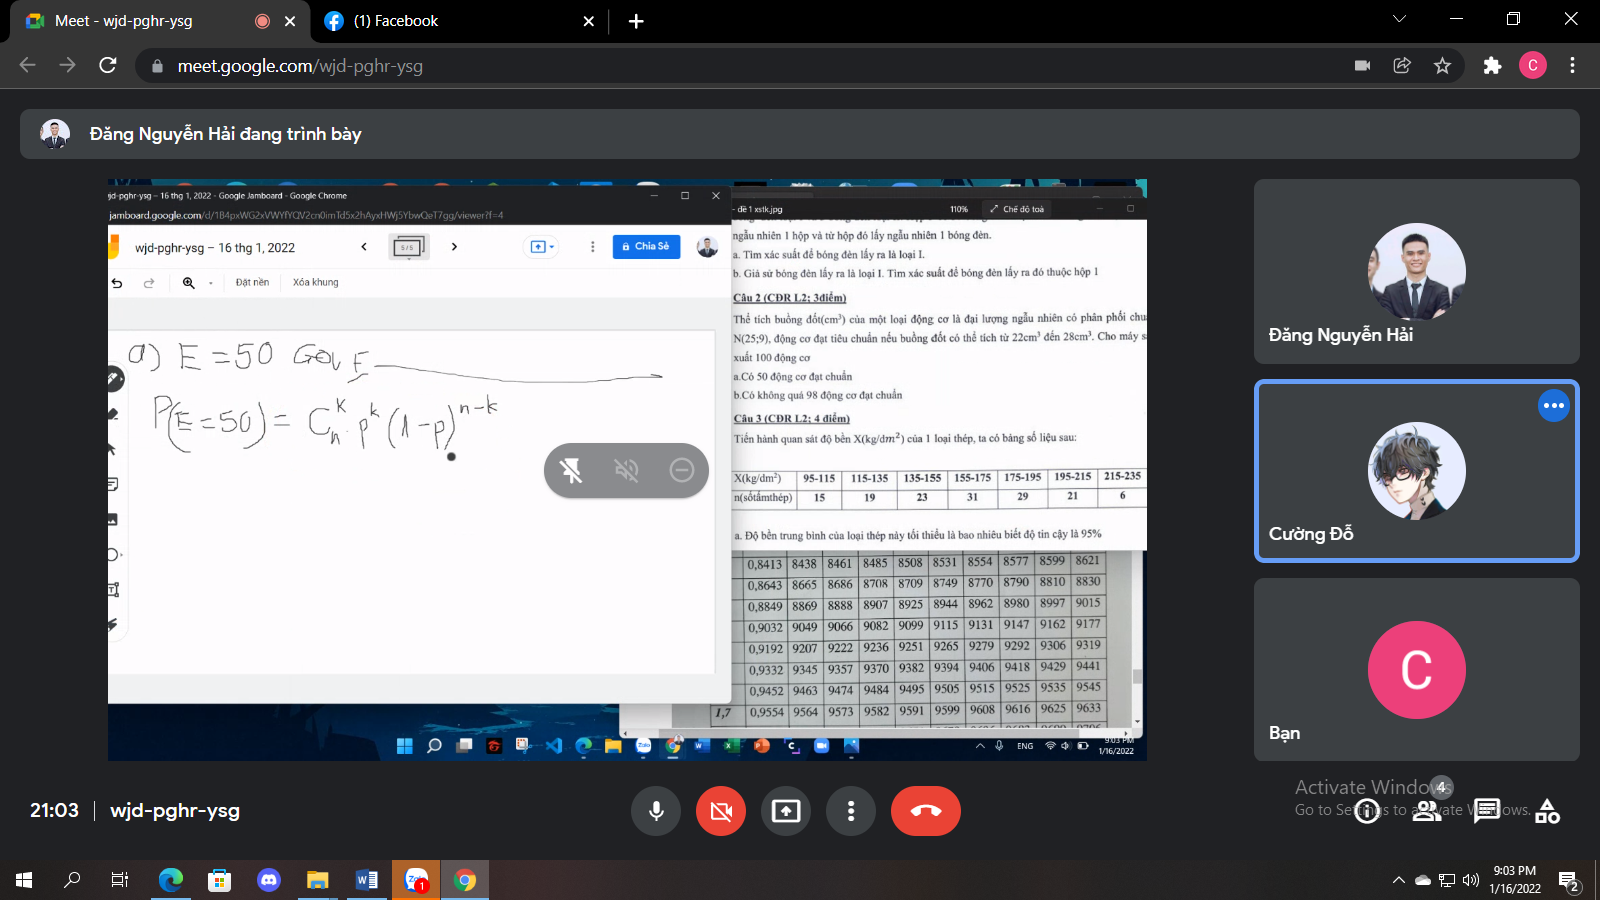 Meet - wjd-pghr-ysg
(1) Facebook
meet.google.com/wjd-pghr-ysg
C
Đăng Nguyễn Hải đang trình bày
wjd-pghr-ysg – 16 thg 1, 2022 - Google Jamboard - Google Chrome
wjd-pghr-ysg – 16 thg 1, 2022
5/5
Chia Sẻ
Đặt nền
Xóa khung
a) E = 50
P(E = 50) = C_n^k . p^k (1 - p)^{n-k}
- đề 1 xstk.jpg
110%
Chế độ toà
ngẫu nhiên 1 hộp và từ hộp đó lấy ngẫu nhiên 1 bóng đèn.
a. Tìm xác suất để bóng đèn lấy ra là loại I.
b. Giả sử bóng đèn lấy ra là loại I. Tìm xác suất để bóng đèn lấy ra đó thuộc hộp 1
Câu 2 (CĐR L2; 3điểm)
Thể tích buồng đốt(cm³) của một loại động cơ là đại lượng ngẫu nhiên có phân phối chu
N(25;9), động cơ đạt tiêu chuẩn nếu buồng đốt có thể tích từ 22cm³ đến 28cm³. Cho máy s
xuất 100 động cơ
a.Có 50 động cơ đạt chuẩn
b.Có không quá 98 động cơ đạt chuẩn
Câu 3 (CĐR L2; 4 điểm)
Tiến hành quan sát độ bền X(kg/dm²) của 1 loại thép, ta có bảng số liệu sau:
X(kg/dm²) 95-115 115-135 135-155 155-175 175-195 195-215 215-235
n(sốtấmthép) 15 19 23 31 29 21 6
a. Độ bền trung bình của loại thép này tối thiểu là bao nhiêu biết độ tin cậy là 95%
0,8413 8438 8461 8485 8508 8531 8554 8577 8599 8621
0,8643 8665 8686 8708 8709 8749 8770 8790 8810 8830
0,8849 8869 8888 8907 8925 8944 8962 8980 8997 9015
0,9032 9049 9066 9082 9099 9115 9131 9147 9162 9177
0,9192 9207 9222 9236 9251 9265 9279 9292 9306 9319
0,9332 9345 9357 9370 9382 9394 9406 9418 9429 9441
0,9452 9463 9474 9484 9495 9505 9515 9525 9535 9545
1,7 0,9554 9564 9573 9582 9591 9599 9608 9616 9625 9633
ENG
9:03 PM
1/16/2022
Đăng Nguyễn Hải
Cường Đỗ
C
Bạn
21:03 | wjd-pghr-ysg
4
Activate Windows
Go to Settings to activate Windows.
1
9:03 PM
1/16/2022
2